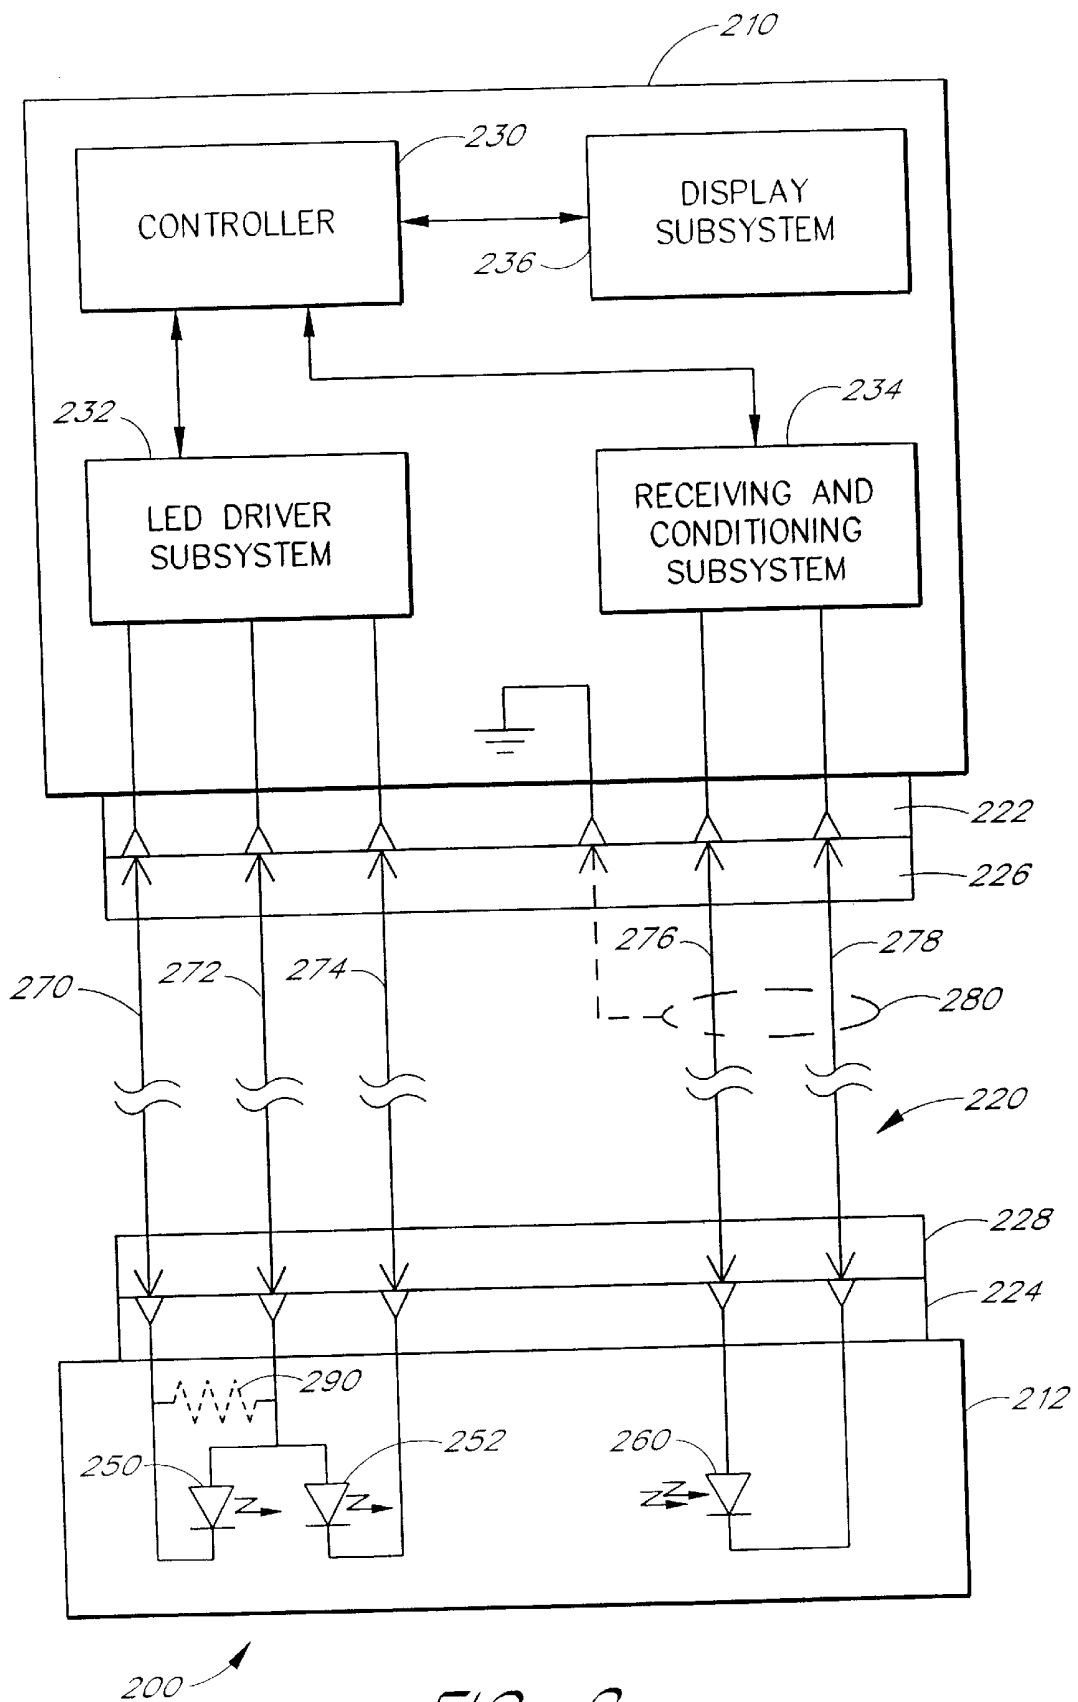 210
230
CONTROLLER
DISPLAY
SUBSYSTEM
236
232
234
LED DRIVER
SUBSYSTEM
RECEIVING AND
CONDITIONING
SUBSYSTEM
222
226
270
272
274
276
278
280
220
228
224
290
212
250
252
260
200